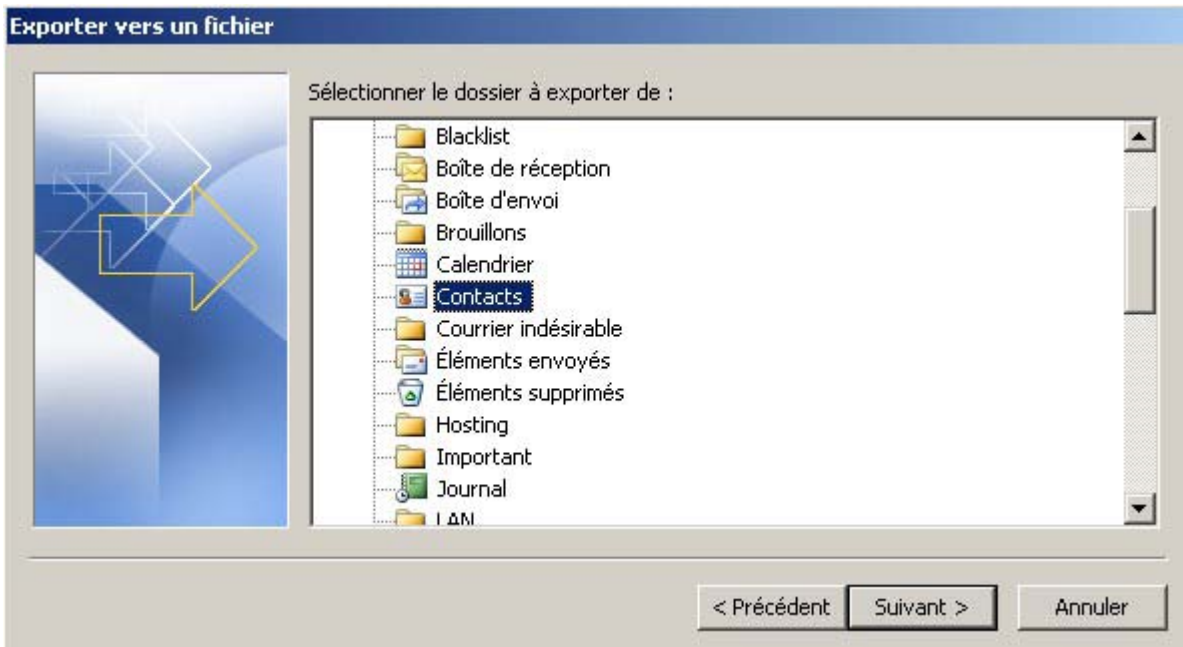 Exporter vers un fichier
Sélectionner le dossier à exporter de :
Blacklist
Boîte de réception
Boîte d'envoi
Brouillons
Calendrier
Contacts
Courrier indésirable
Éléments envoyés
Éléments supprimés
Hosting
Important
Journal
LAN
< Précédent Suivant > Annuler